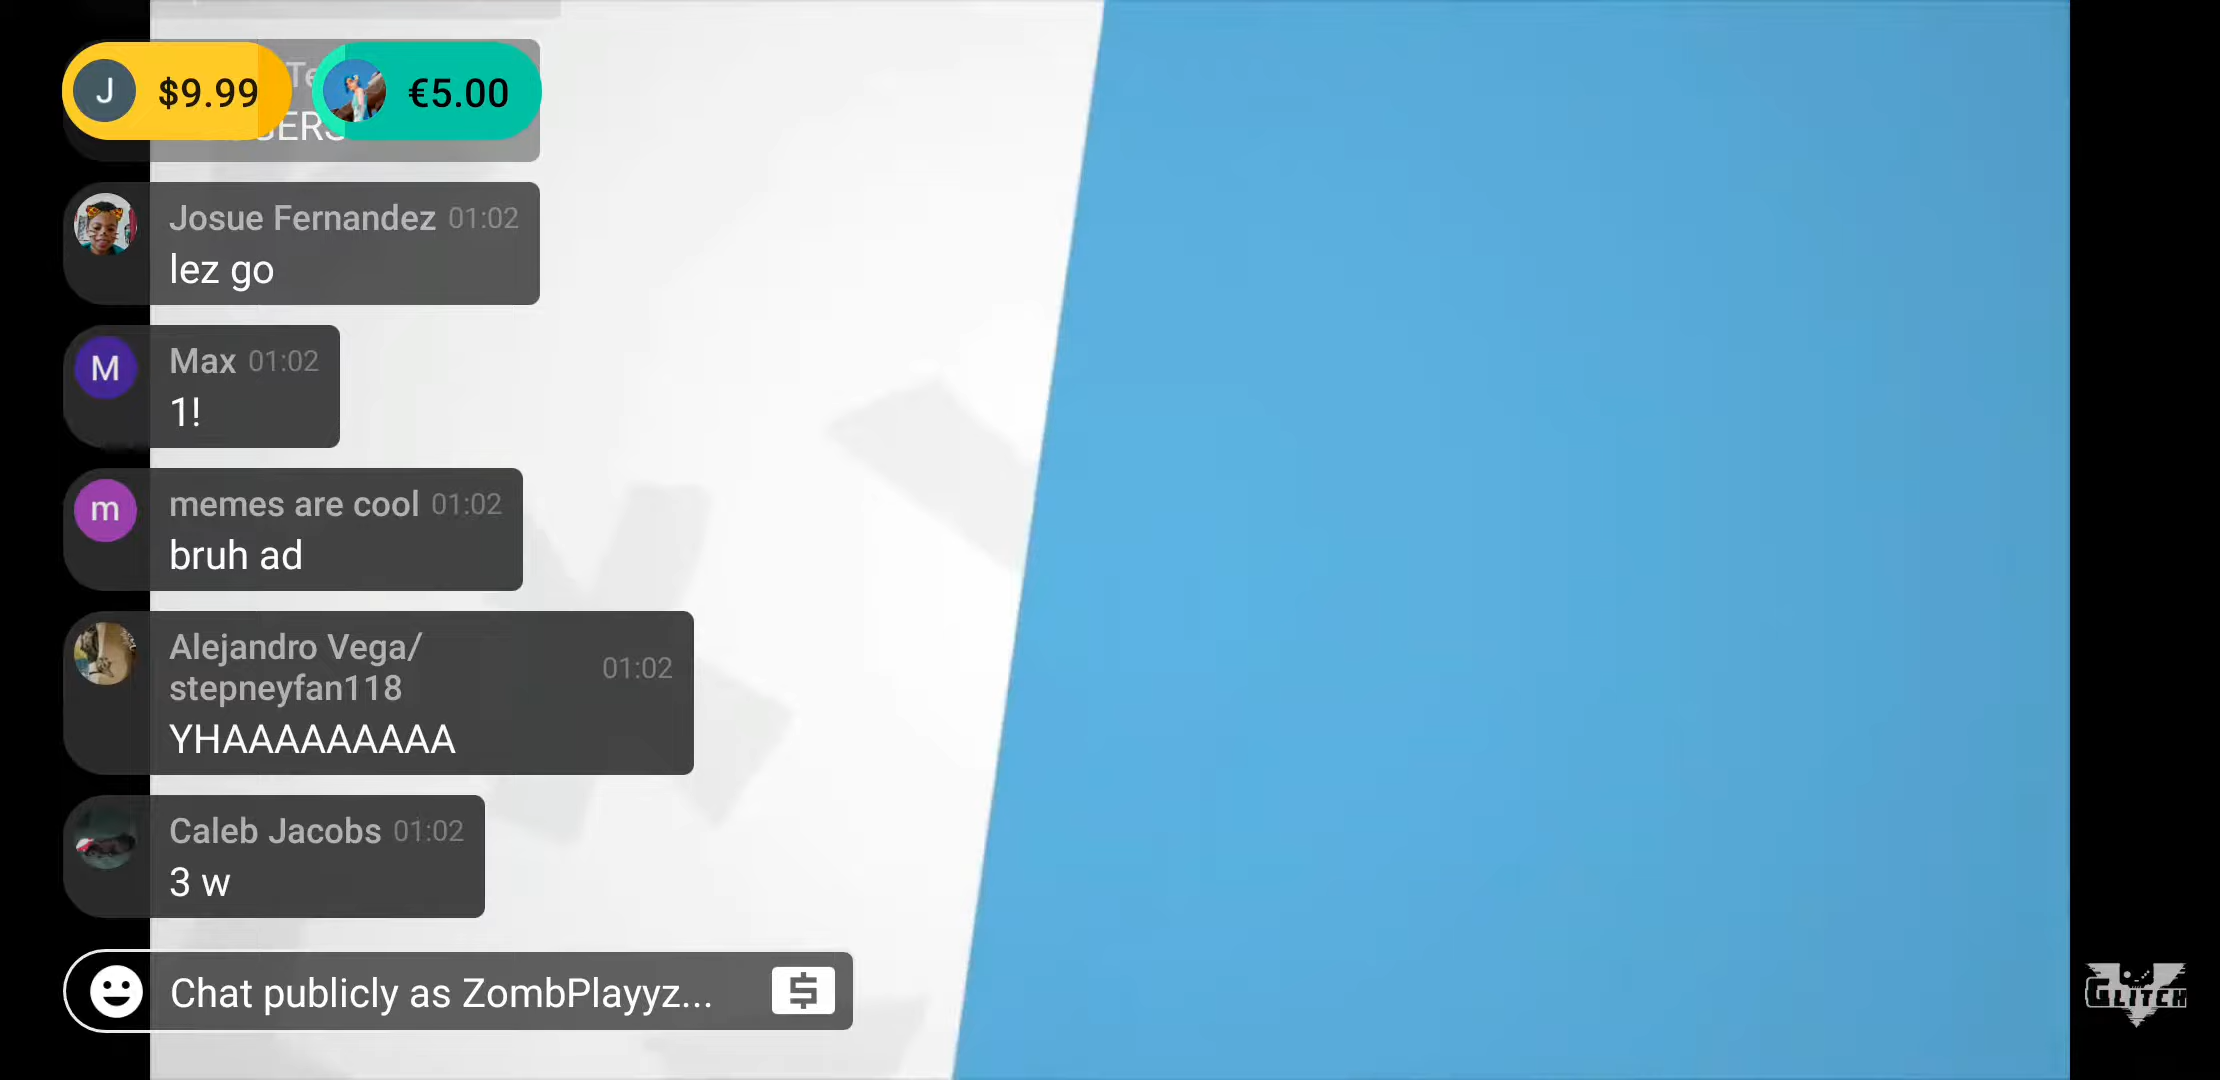 J $9.99 €5.00
Josue Fernandez 01:02
lez go
M Max 01:02
1!
m memes are cool 01:02
bruh ad
Alejandro Vega/
stepneyfan118 01:02
YHAAAAAAAAA
Caleb Jacobs 01:02
3 w
Chat publicly as ZombPlayyz... $
GLITCH